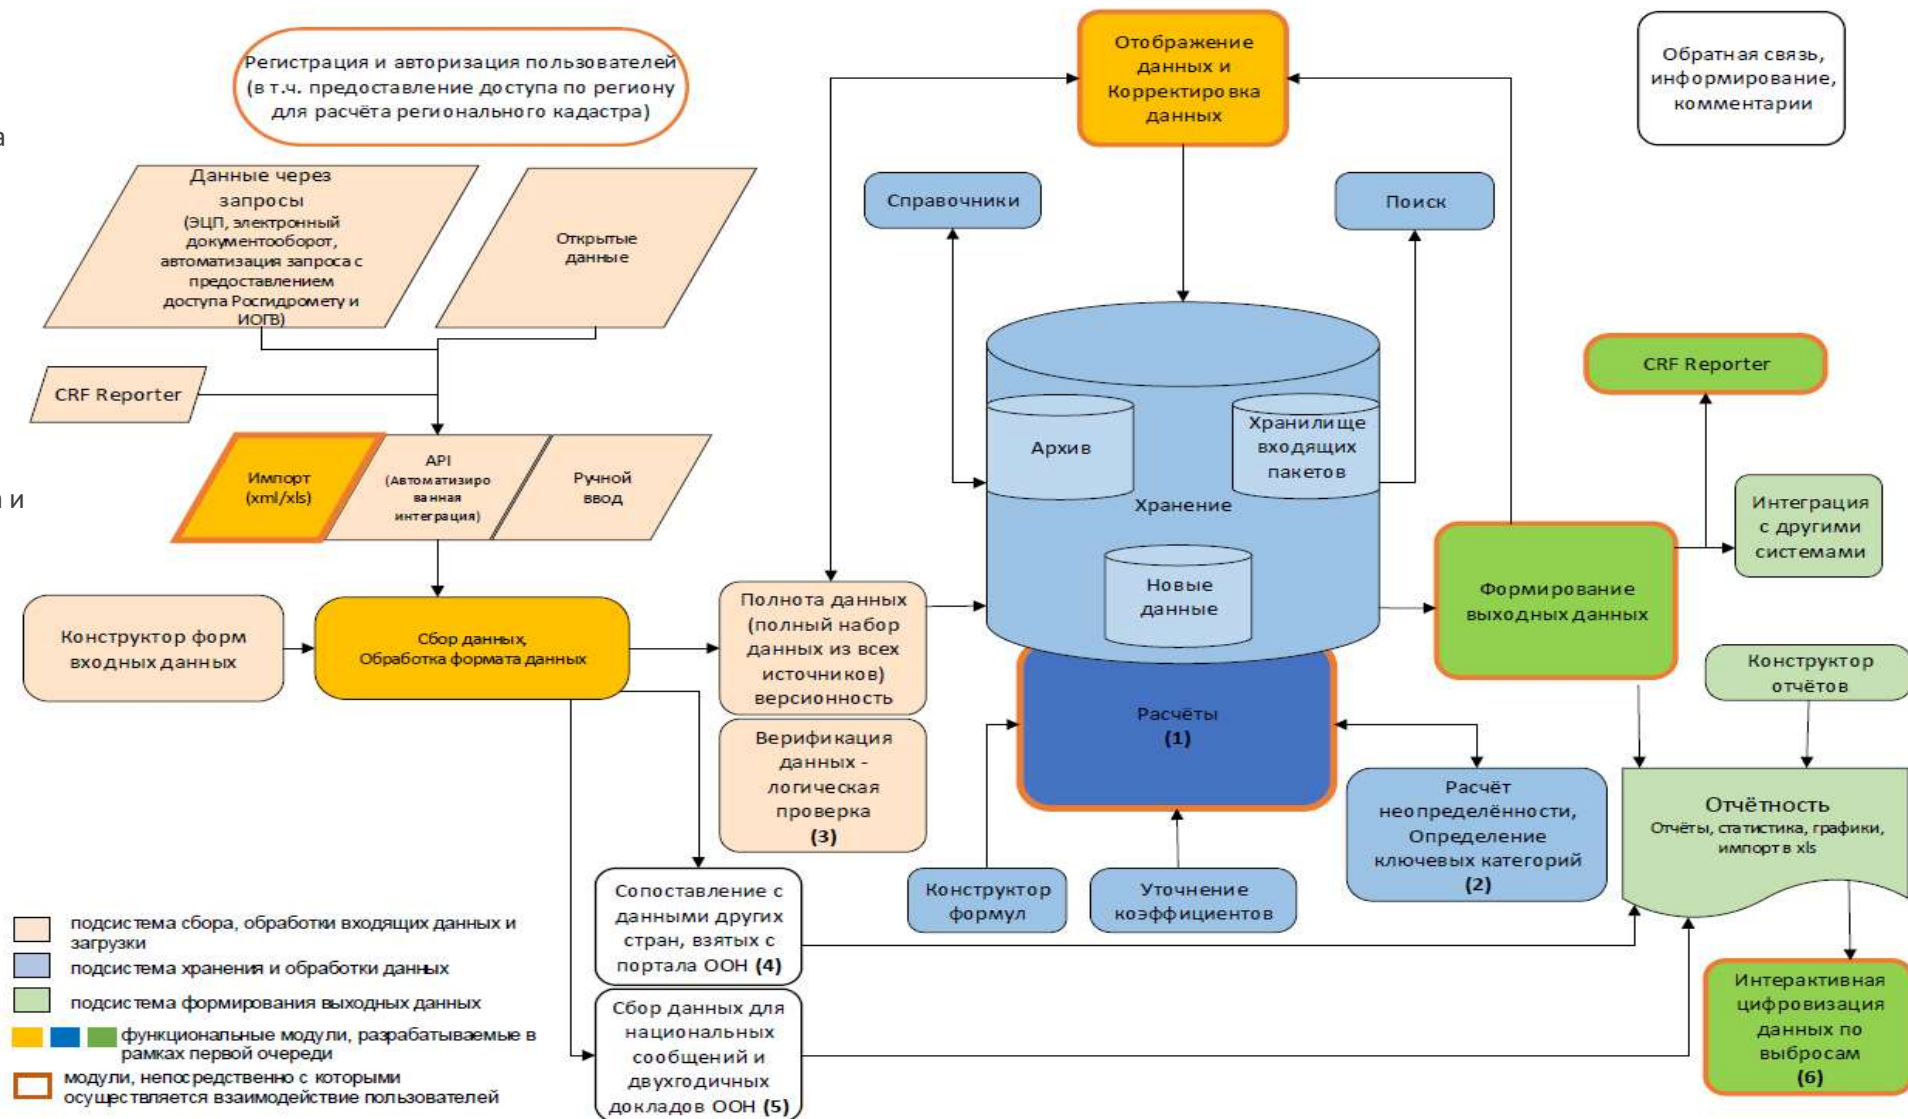 Регистрация и авторизация пользователей
(в т.ч. предоставление доступа по региону
для расчёта регионального кадастра)
Отображение
данных и
Корректировка
данных
Обратная связь,
информирование,
комментарии
а
Данные через
запросы
(ЭЦП, электронный
документооборот,
автоматизация запроса с
предоставлением
доступа Росгидромету и
ИОГВ)
Открытые
данные
Справочники
Поиск
CRF Reporter
CRF Reporter
Архив
Хранилище
входящих
пакетов
Хранение
Новые
данные
Импорт
(xml/xls)
API
(Автоматизиро
ванная
интеграция)
Ручной
ввод
и
Интеграция
с другими
системами
Конструктор форм
входных данных
Сбор данных,
Обработка формата данных
Полнота данных
(полный набор
данных из всех
источников)
версионность
Формирование
выходных данных
Конструктор
отчётов
Верификация
данных -
логическая
проверка
(3)
Расчёты
(1)
Расчёт
неопределённости,
Определение
ключевых категорий
(2)
Отчётность
Отчёты, статистика, графики,
импорт в xls
Конструктор
формул
Уточнение
коэффициентов
Сопоставление с
данными других
стран, взятых с
портала ООН (4)
Сбор данных для
национальных
сообщений и
двухгодичных
докладов ООН (5)
Интерактивная
цифровизация
данных по
выбросам
(6)
подсистема сбора, обработки входящих данных и
загрузки
подсистема хранения и обработки данных
подсистема формирования выходных данных
функциональные модули, разрабатываемые в
рамках первой очереди
модули, непосредственно с которыми
осуществляется взаимодействие пользователей